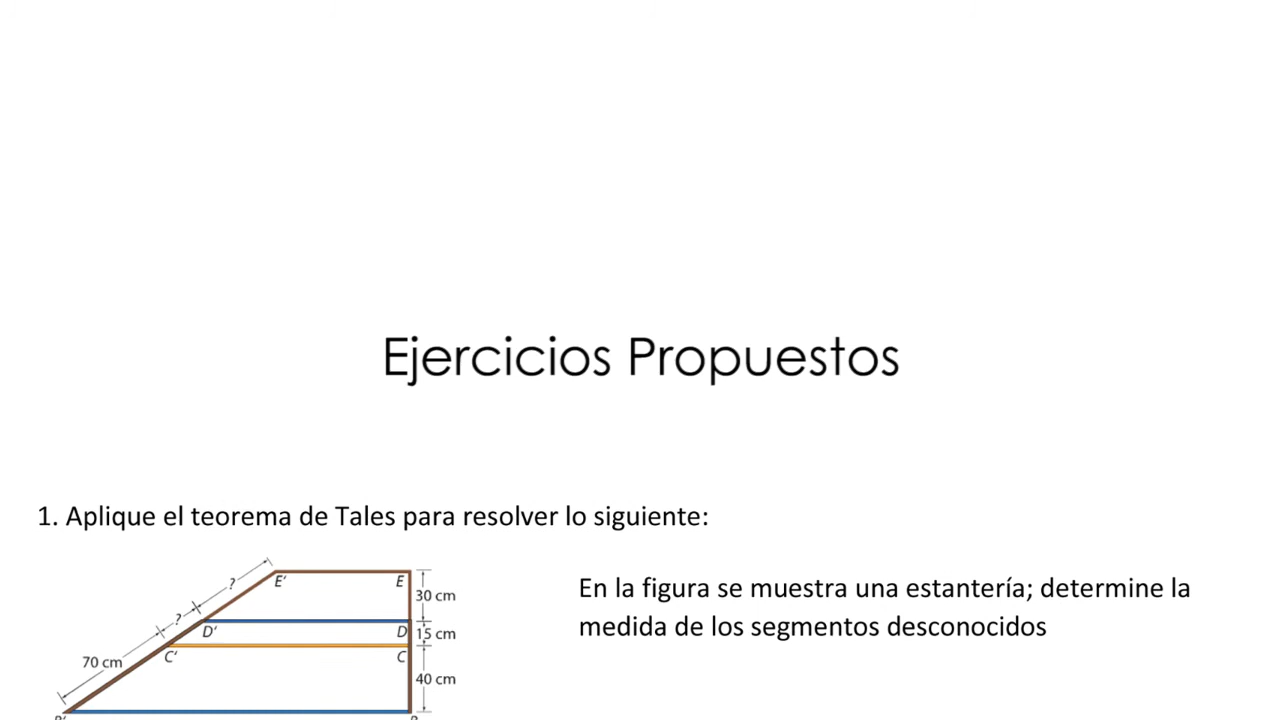 Ejercicios Propuestos
1. Aplique el teorema de Tales para resolver lo siguiente:
En la figura se muestra una estantería; determine la
medida de los segmentos desconocidos
? E' E
30 cm
? D' D 15 cm
70 cm C' C
40 cm